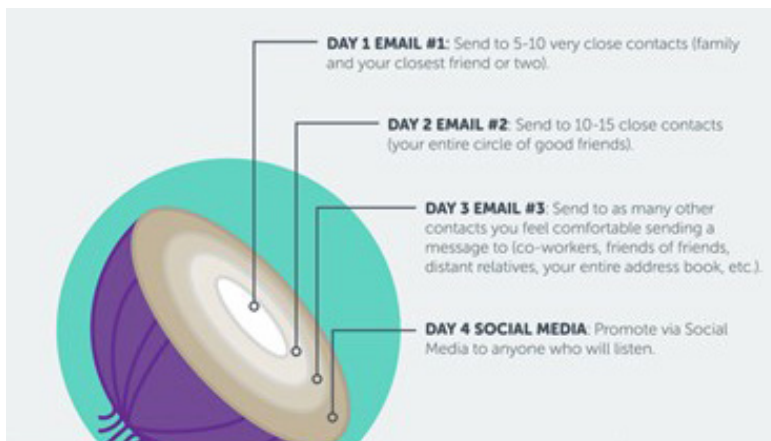 DAY 1 EMAIL #1: Send to 5-10 very close contacts (family
and your closest friend or two).
DAY 2 EMAIL #2: Send to 10-15 close contacts
(your entire circle of good friends).
DAY 3 EMAIL #3: Send to as many other
contacts you feel comfortable sending a
message to (co-workers, friends of friends,
distant relatives, your entire address book, etc.).
DAY 4 SOCIAL MEDIA: Promote via Social
Media to anyone who will listen.